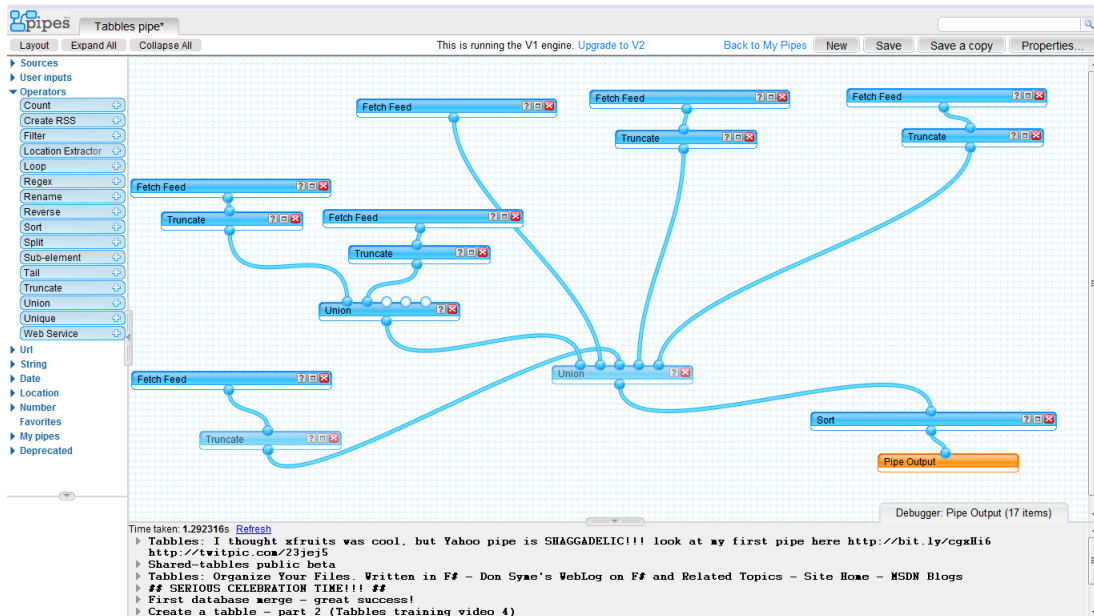 pipes
Tabbles pipe*
Layout Expand All Collapse All This is running the V1 engine. Upgrade to V2 Back to My Pipes New Save Save a copy Properties...
Sources
User inputs
Operators
Count
Create RSS
Filter
Location Extractor
Loop
Regex
Rename
Reverse
Sort
Split
Sub-element
Tail
Truncate
Union
Unique
Web Service
Url
String
Date
Location
Number
Favorites
My pipes
Deprecated
Fetch Feed
Fetch Feed
Fetch Feed
Truncate
Truncate
Fetch Feed
Truncate
Fetch Feed
Truncate
Union
Fetch Feed
Union
Truncate
Sort
Pipe Output
Debugger: Pipe Output (17 items)
Time taken: 1.292316s Refresh
Tabbles: I thought xfruits was cool, but Yahoo pipe is SHAGGADELIC!!! look at my first pipe here http://bit.ly/cgxHi6
http://twitpic.com/23jej5
Shared-tabbles public beta
Tabbles: Organize Your Files. Written in F# - Don Syme's WebLog on F# and Related Topics - Site Home - MSDN Blogs
## SERIOUS CELEBRATION TIME!!! ##
First database merge - great success!
Create a tabble - part 2 (Tabbles training video 4)